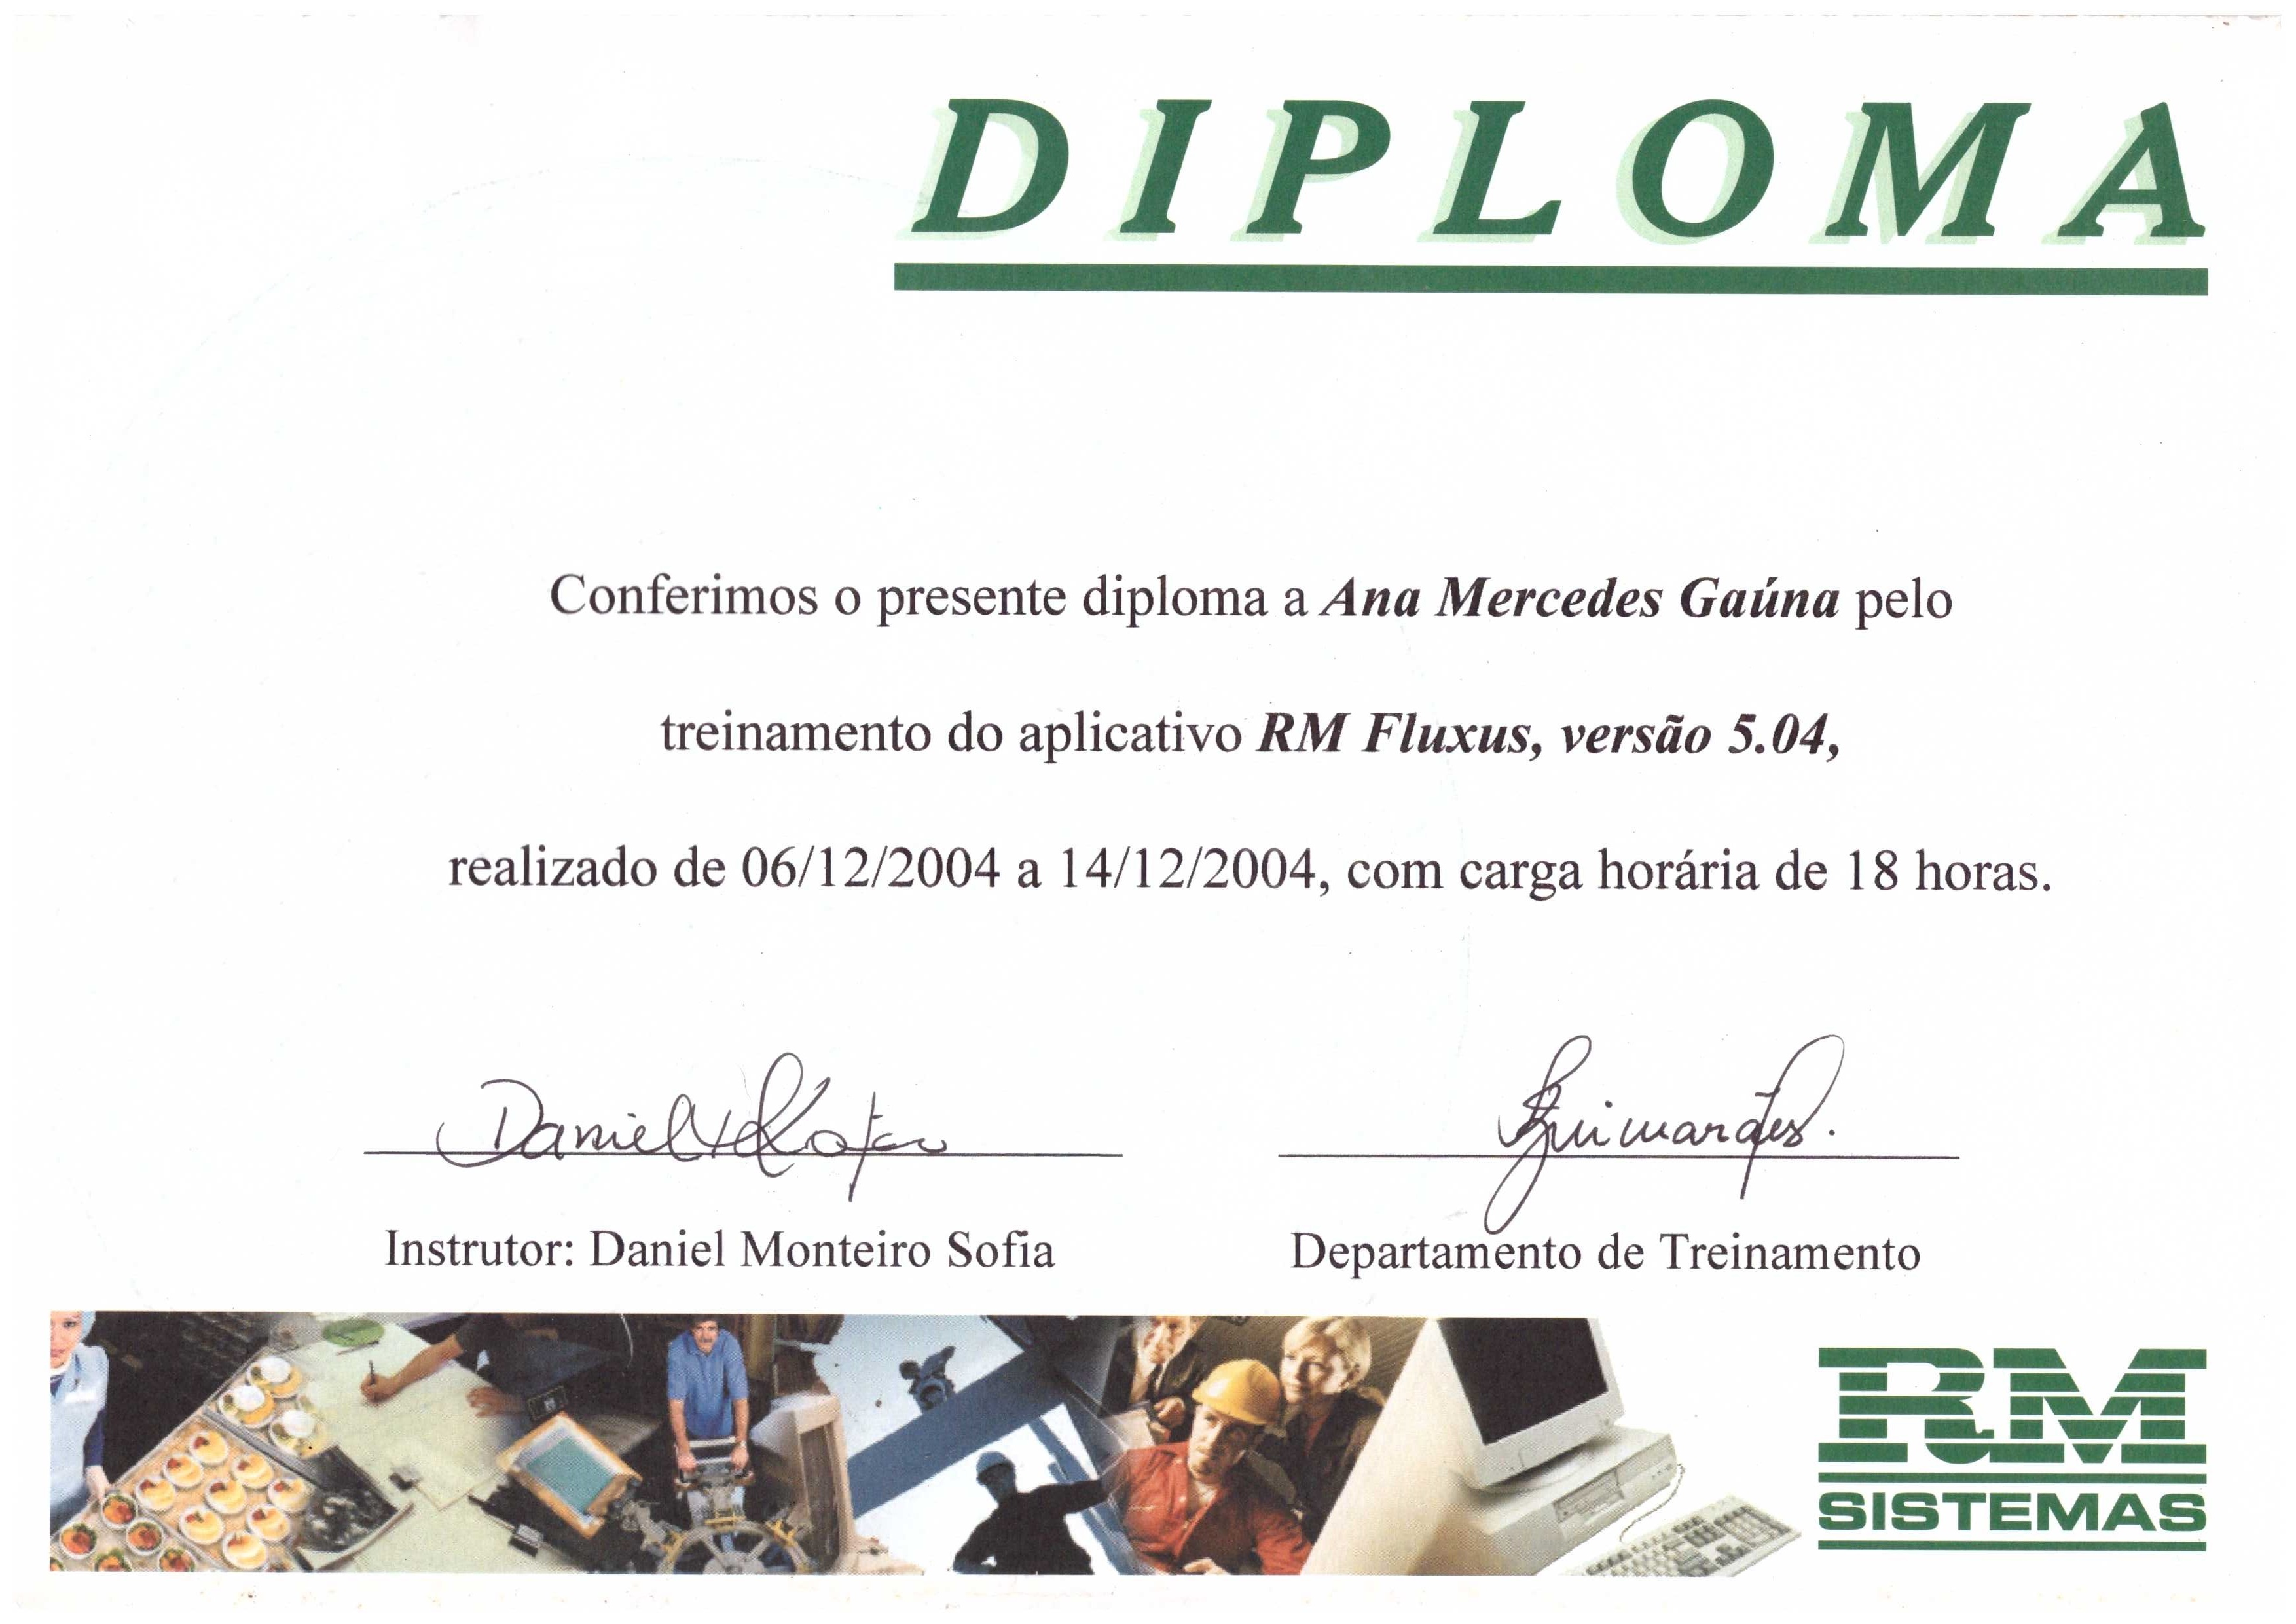 DIPLOMA
Conferimos o presente diploma a Ana Mercedes Gaúna pelo
treinamento do aplicativo RM Fluxus, versão 5.04,
realizado de 06/12/2004 a 14/12/2004, com carga horária de 18 horas.
Daniel
Guimarães.
Instrutor: Daniel Monteiro Sofia
Departamento de Treinamento
RM
SISTEMAS